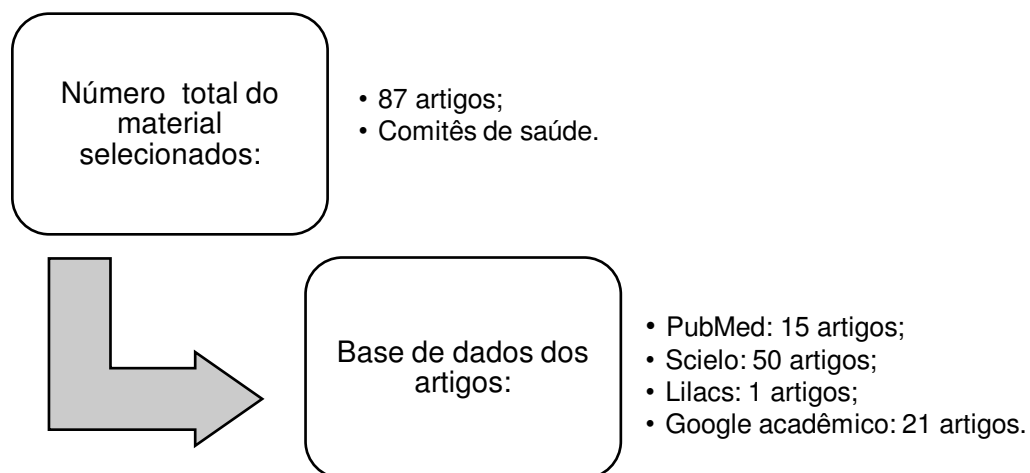 Número total do
material
selecionados:
• 87 artigos;
• Comitês de saúde.
Base de dados dos
artigos:
• PubMed: 15 artigos;
• Scielo: 50 artigos;
• Lilacs: 1 artigos;
• Google acadêmico: 21 artigos.